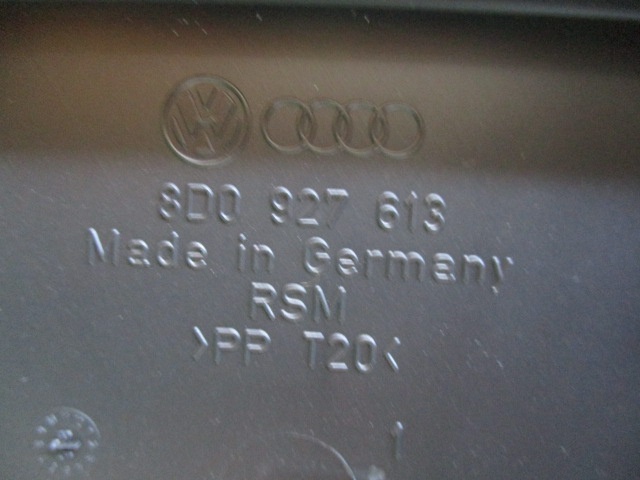 8D0 927 613
Made in Germany
RSM
>PP T20<